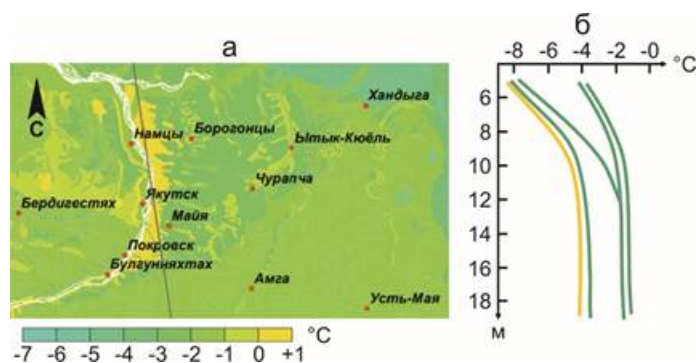 а
С
Хандыга
Намцы
Борогонцы
Ытык-Кюёль
Чурапча
Якутск
Бердигестях
Майя
Покровск
Булгунняхтах
Амга
Усть-Мая
-7 -6 -5 -4 -3 -2 -1 0 +1 °C
б
-8 -6 -4 -2 -0 °C
6
8
10
12
14
16
18
м